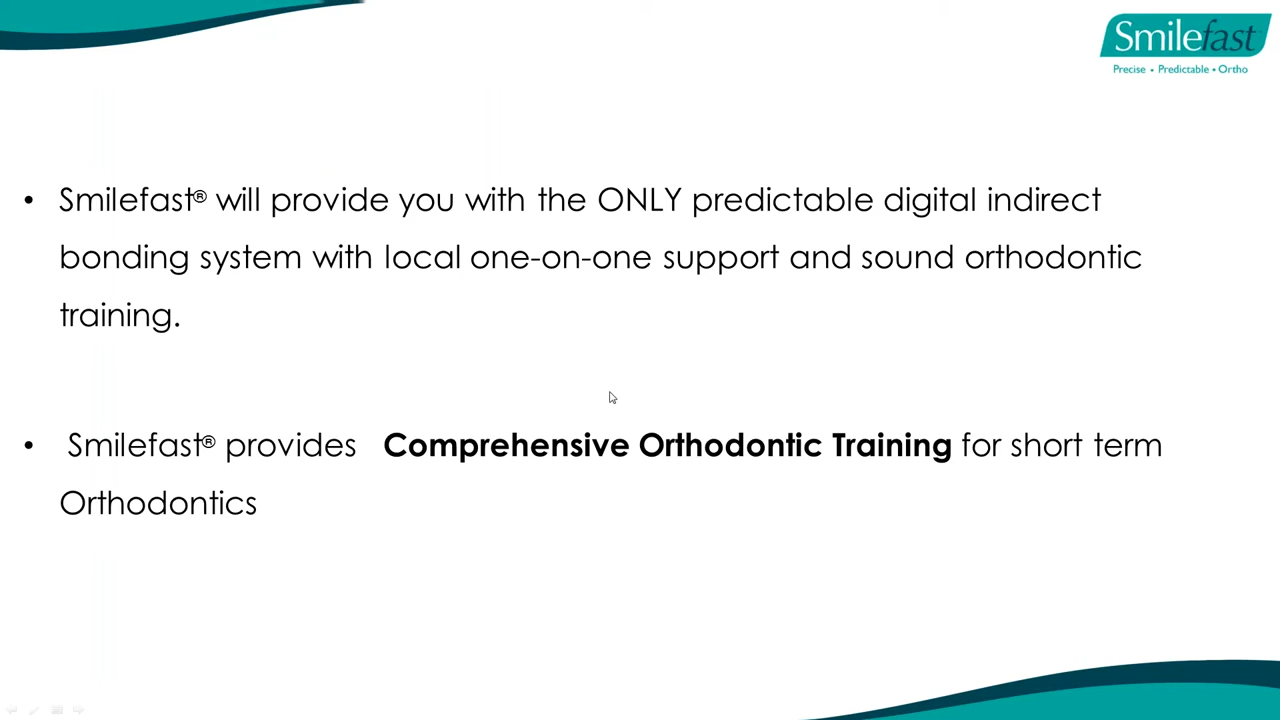 Smilefast
Precise • Predictable • Ortho
• Smilefast® will provide you with the ONLY predictable digital indirect
bonding system with local one-on-one support and sound orthodontic
training.
• Smilefast® provides Comprehensive Orthodontic Training for short term
Orthodontics